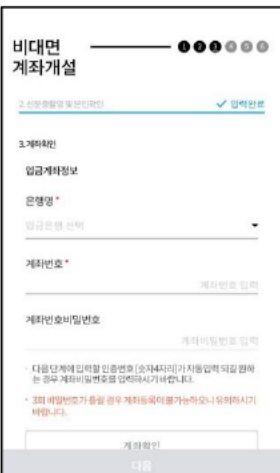 비대면
계좌개설
1 2 3 4 5 6
2.신분증촬영 및 본인확인
✓ 입력완료
3.계좌확인
입금계좌정보
은행명 *
입금은행 선택
계좌번호 *
계좌번호 입력
계좌번호비밀번호
계좌비밀번호 입력
· 다음 단계에 입력할 인증번호[숫자4자리]가 자동입력 되길 원하
는 경우 계좌비밀번호를 입력하시기 바랍니다.
· 3회 비밀번호가 틀릴 경우 계좌등록이 불가능하오니 유의하시기
바랍니다.
계좌확인
다음